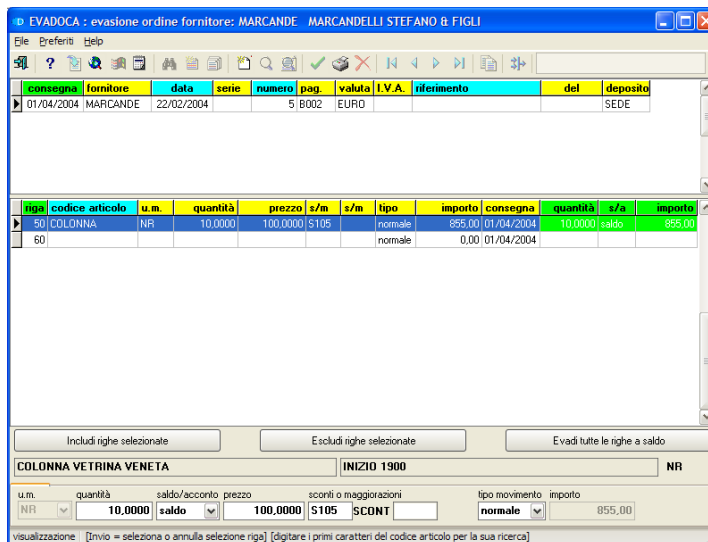 EVADOCA : evasione ordine fornitore: MARCANDE MARCANDELLI STEFANO & FIGLI
File Preferiti Help
consegna fornitore data serie numero pag. valuta I.V.A. riferimento del deposito
01/04/2004 MARCANDE 22/02/2004 5 B002 EURO SEDE
riga codice articolo u.m. quantità prezzo s/m s/m tipo importo consegna quantità s/a importo
50 COLONNA NR 10,0000 100,0000 S105 normale 855,00 01/04/2004 10,0000 saldo 855,00
60 normale 0,00 01/04/2004
Includi righe selezionate Escludi righe selezionate Evadi tutte le righe a saldo
COLONNA VETRINA VENETA INIZIO 1900 NR
u.m. quantità saldo/acconto prezzo sconti o maggiorazioni tipo movimento importo
NR 10,0000 saldo 100,0000 S105 SCONT normale 855,00
visualizzazione [Invio = seleziona o annulla selezione riga] [digitare i primi caratteri del codice articolo per la sua ricerca]